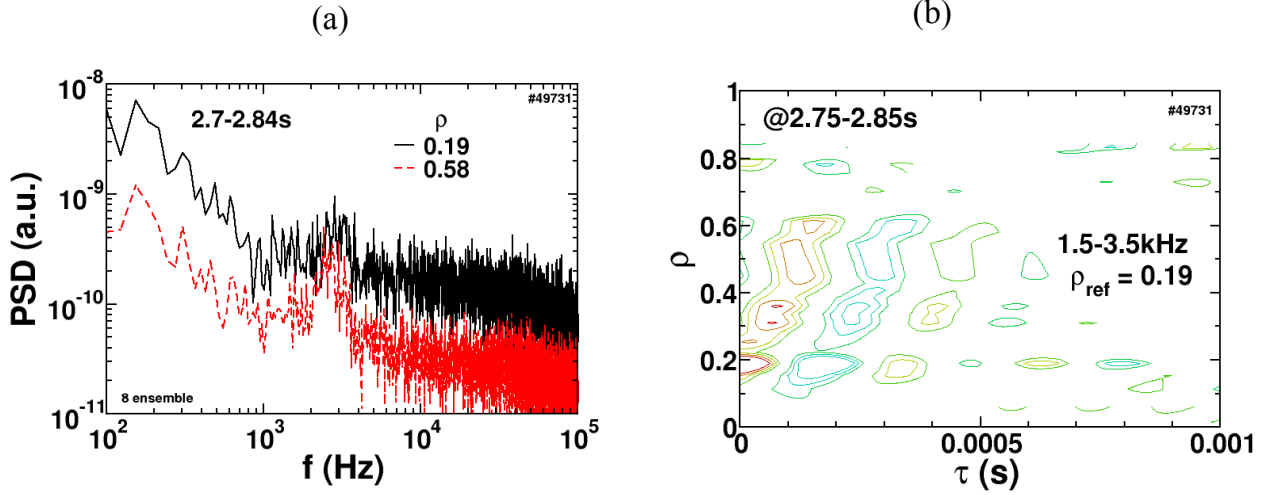 (a)
(b)
10^-8
10^-9
10^-10
10^-11
PSD (a.u.)
2.7-2.84s
#49731
ρ
0.19
0.58
8 ensemble
10^2
10^3
10^4
10^5
f (Hz)
1
0.8
0.6
0.4
0.2
0
ρ
@2.75-2.85s
#49731
1.5-3.5kHz
ρ_ref = 0.19
0
0.0005
0.001
τ (s)